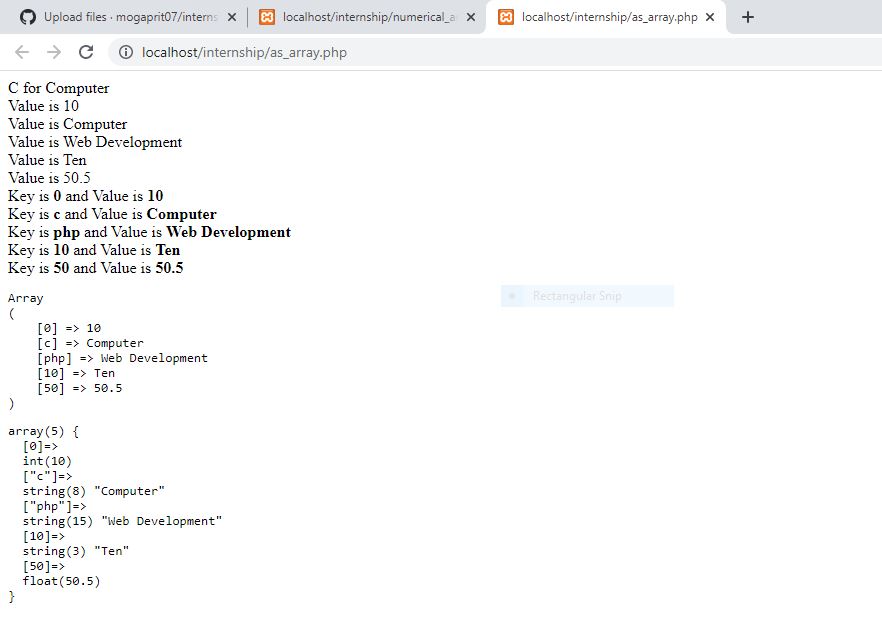 Upload files · mogaprit07/interns
localhost/internship/numerical_a
localhost/internship/as_array.php
localhost/internship/as_array.php
C for Computer
Value is 10
Value is Computer
Value is Web Development
Value is Ten
Value is 50.5
Key is 0 and Value is 10
Key is c and Value is Computer
Key is php and Value is Web Development
Key is 10 and Value is Ten
Key is 50 and Value is 50.5
Rectangular Snip
Array
(
    [0] => 10
    [c] => Computer
    [php] => Web Development
    [10] => Ten
    [50] => 50.5
)
array(5) {
  [0]=>
  int(10)
  ["c"]=>
  string(8) "Computer"
  ["php"]=>
  string(15) "Web Development"
  [10]=>
  string(3) "Ten"
  [50]=>
  float(50.5)
}